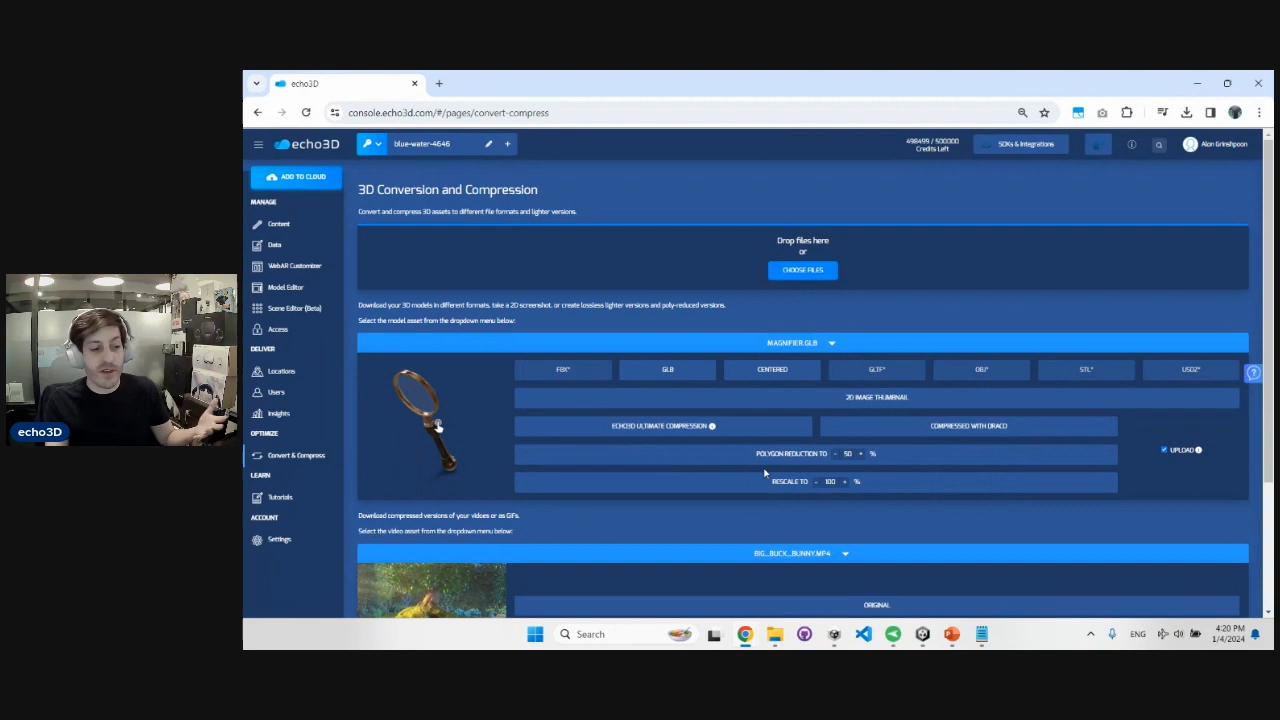 echo3D
console.echo3d.com/#/pages/convert-compress
echo3D
blue-water-4646
498499 / 500000
Credits Left
SDKs & Integrations
Alon Grinshpoon
ADD TO CLOUD
MANAGE
Content
Data
WebAR Customizer
Model Editor
Scene Editor (Beta)
Access
DELIVER
Locations
Users
Insights
OPTIMIZE
Convert & Compress
LEARN
Tutorials
ACCOUNT
Settings
3D Conversion and Compression
Convert and compress 3D assets to different file formats and lighter versions.
Drop files here
or
CHOOSE FILES
Download your 3D models in different formats, take a 2D screenshot, or create lossless lighter versions and poly-reduced versions.
Select the model asset from the dropdown menu below:
MAGNIFIER.GLB
FBX* GLB CENTERED GLTF* OBJ* STL* USDZ*
2D IMAGE THUMBNAIL
ECHO3D ULTIMATE COMPRESSION COMPRESSED WITH DRACO
POLYGON REDUCTION TO - 50 + %
UPLOAD
RESCALE TO - 100 + %
Download compressed versions of your vidoes or as GIFs.
Select the video asset from the dropdown menu below:
BIG_BUCK_BUNNY.MP4
ORIGINAL
echo3D
Search
ENG
4:20 PM
1/4/2024